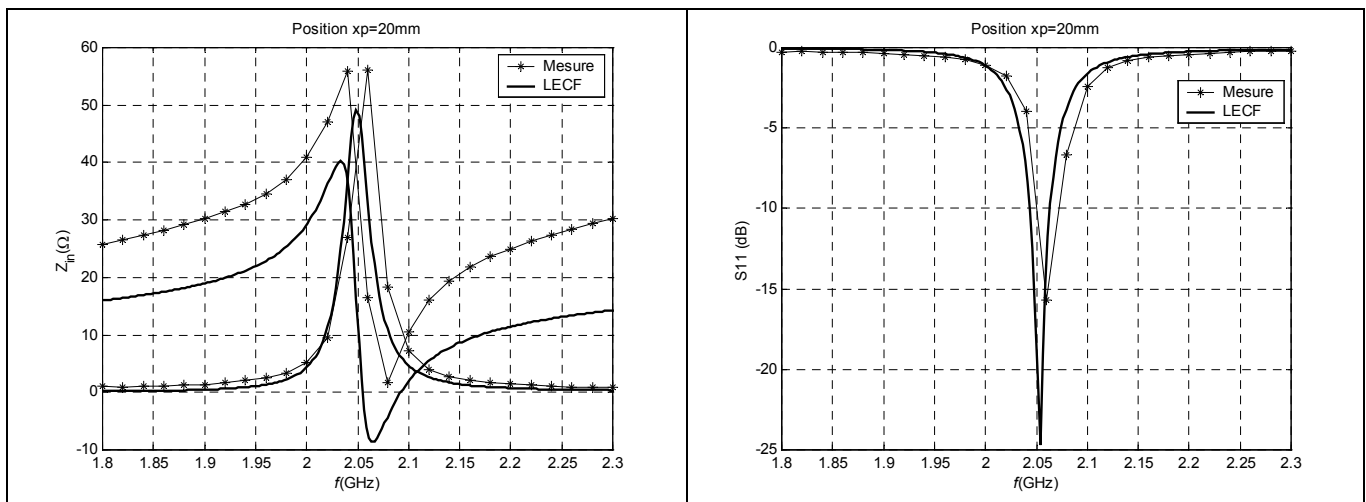 Position xp=20mm
60
50
40
30
20
10
0
-10
Z_in(Ω)
Mesure
LECF
1.8 1.85 1.9 1.95 2 2.05 2.1 2.15 2.2 2.25 2.3
f(GHz)
Position xp=20mm
0
-5
-10
-15
-20
-25
S11 (dB)
Mesure
LECF
1.8 1.85 1.9 1.95 2 2.05 2.1 2.15 2.2 2.25 2.3
f(GHz)